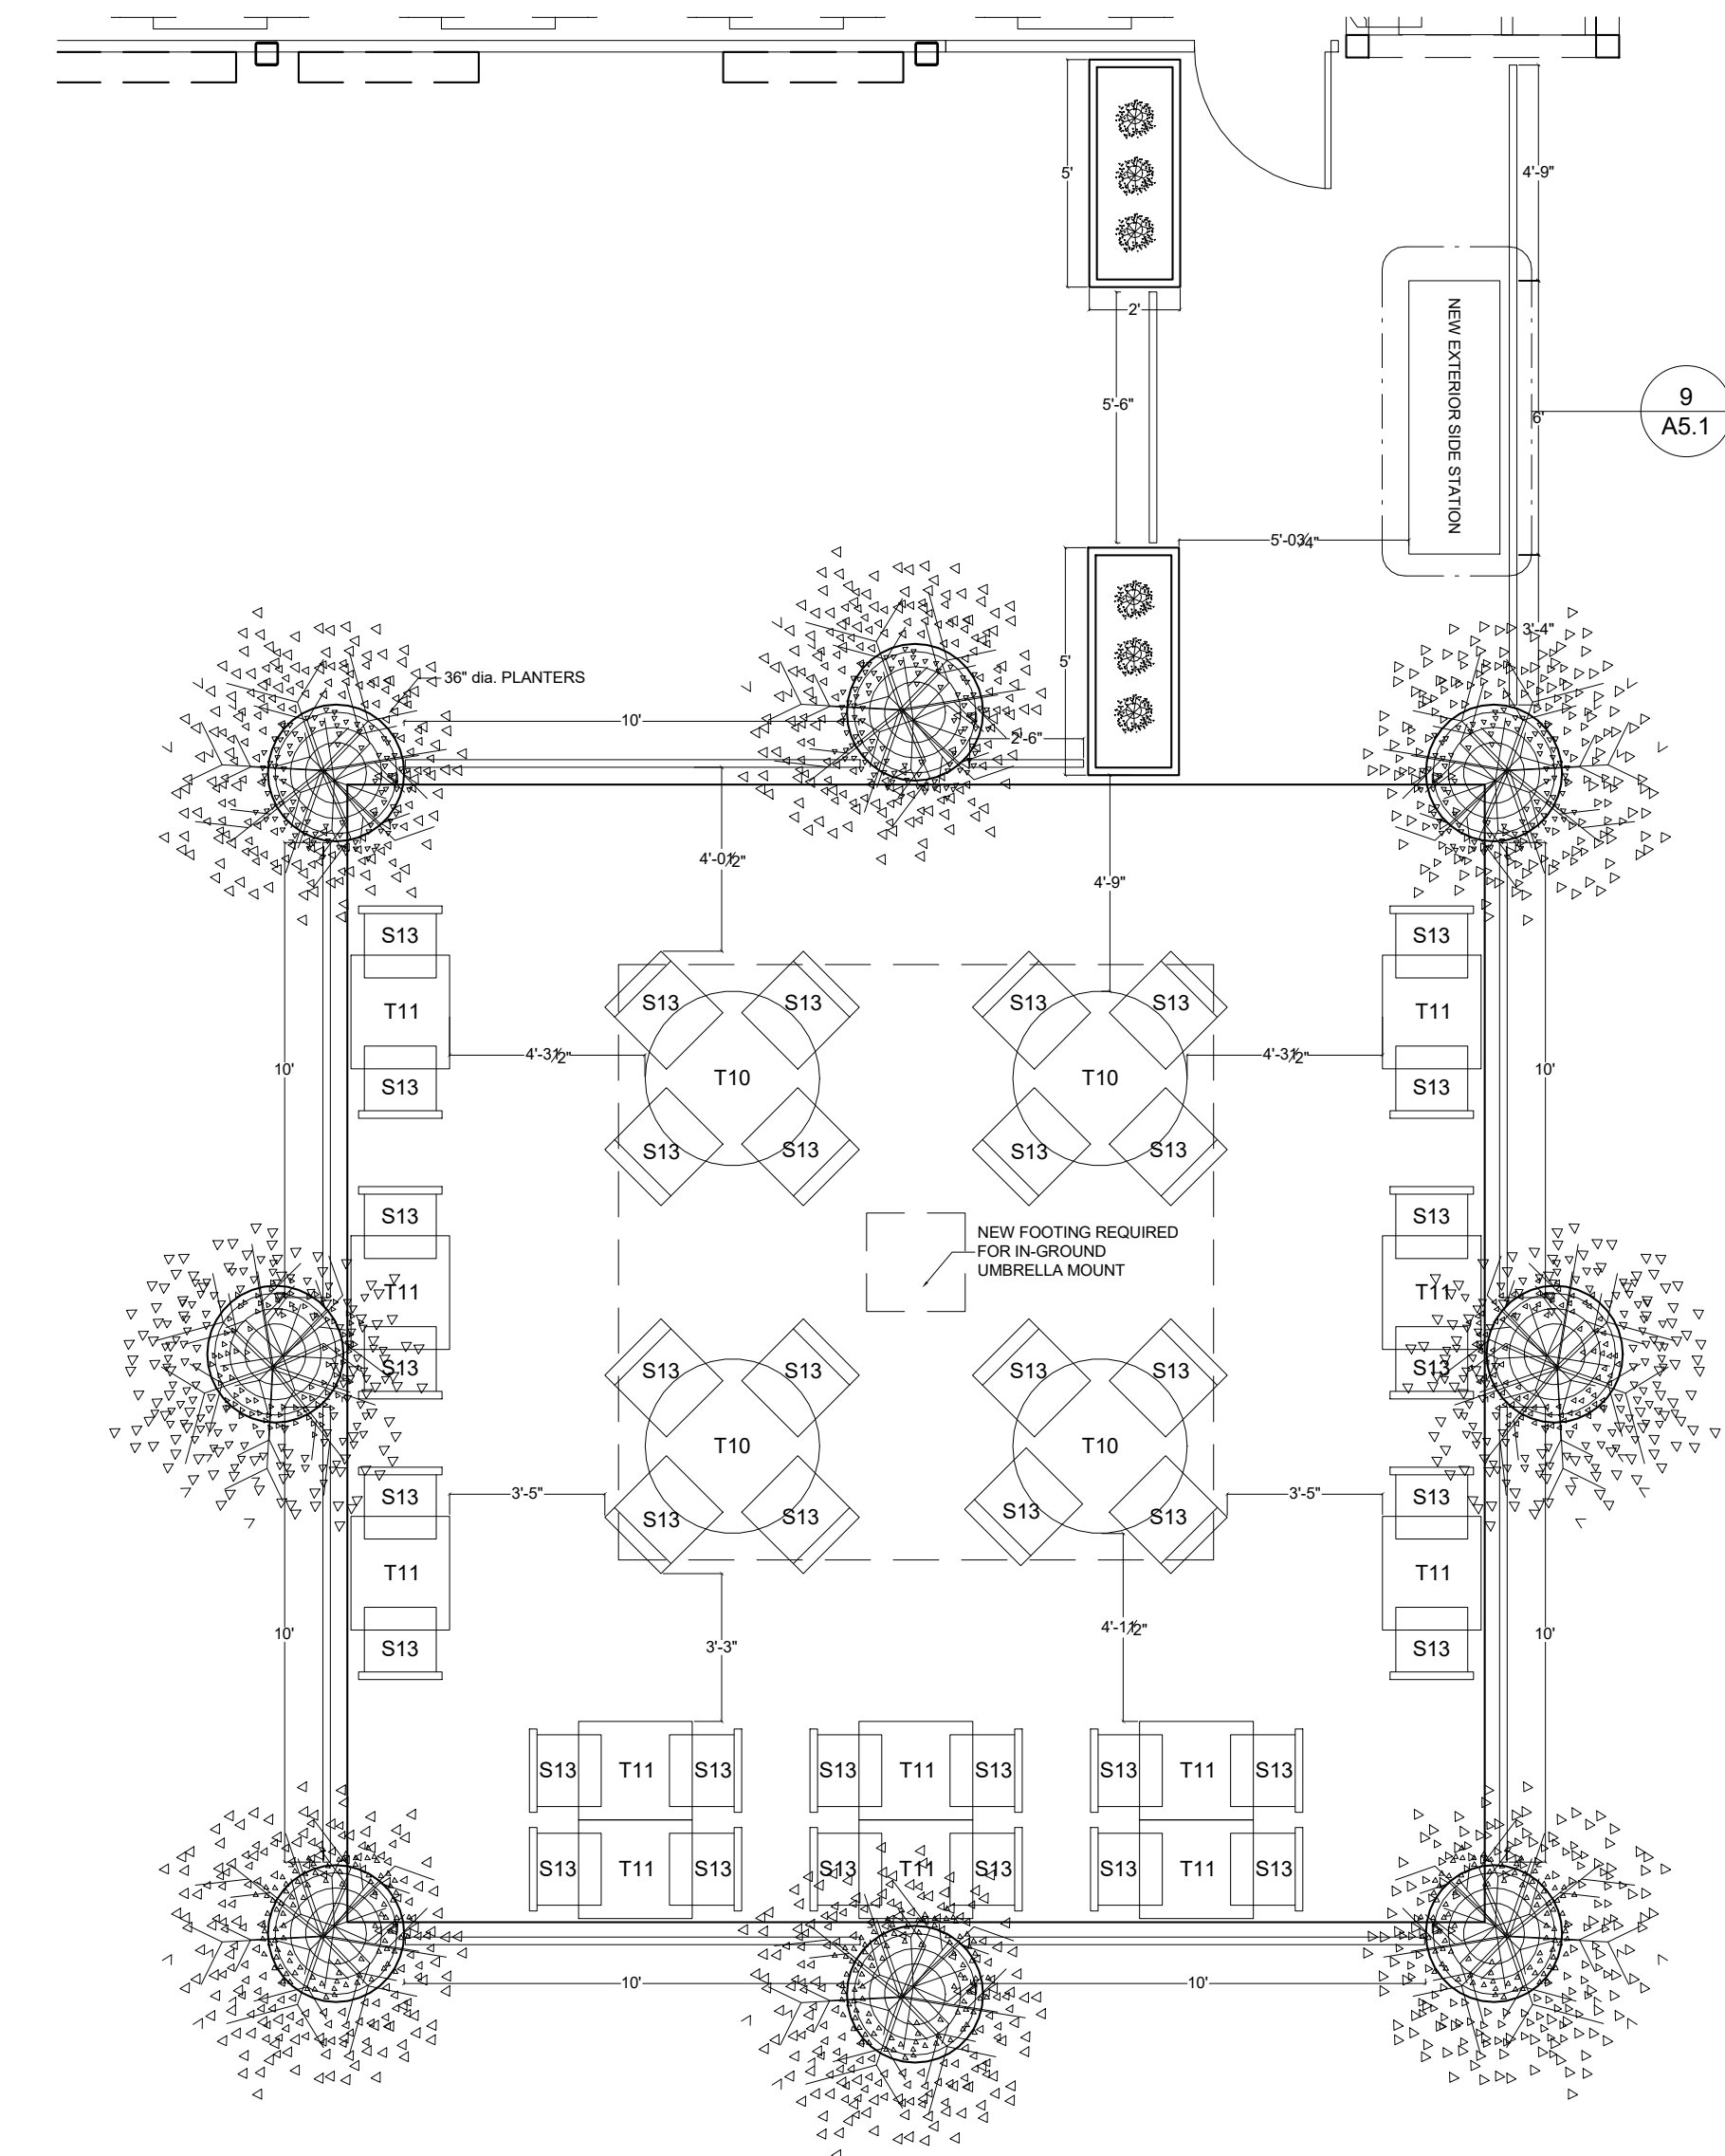 5'
4'-9"
2'
NEW EXTERIOR SIDE STATION
5'-6"
6'
9
A5.1
5'-03/4"
3'-4"
5'
36" dia. PLANTERS
10'
2'-6"
4'-01/2"
4'-9"
S13
S13
S13 S13 S13 S13
T11
T11
4'-31/2"
4'-31/2"
10'
10'
T10
T10
S13
S13
S13 S13 S13 S13
S13
S13
NEW FOOTING REQUIRED
FOR IN-GROUND
UMBRELLA MOUNT
T11
T11
S13 S13 S13 S13 S13 S13
T10
T10
S13
S13
3'-5"
3'-5"
S13 S13 S13 S13
T11
T11
10'
3'-3"
4'-11/2"
10'
S13
S13
S13 T11 S13 S13 T11 S13 S13 T11 S13
S13 T11 S13 S13 T11 S13 S13 T11 S13
10'
10'